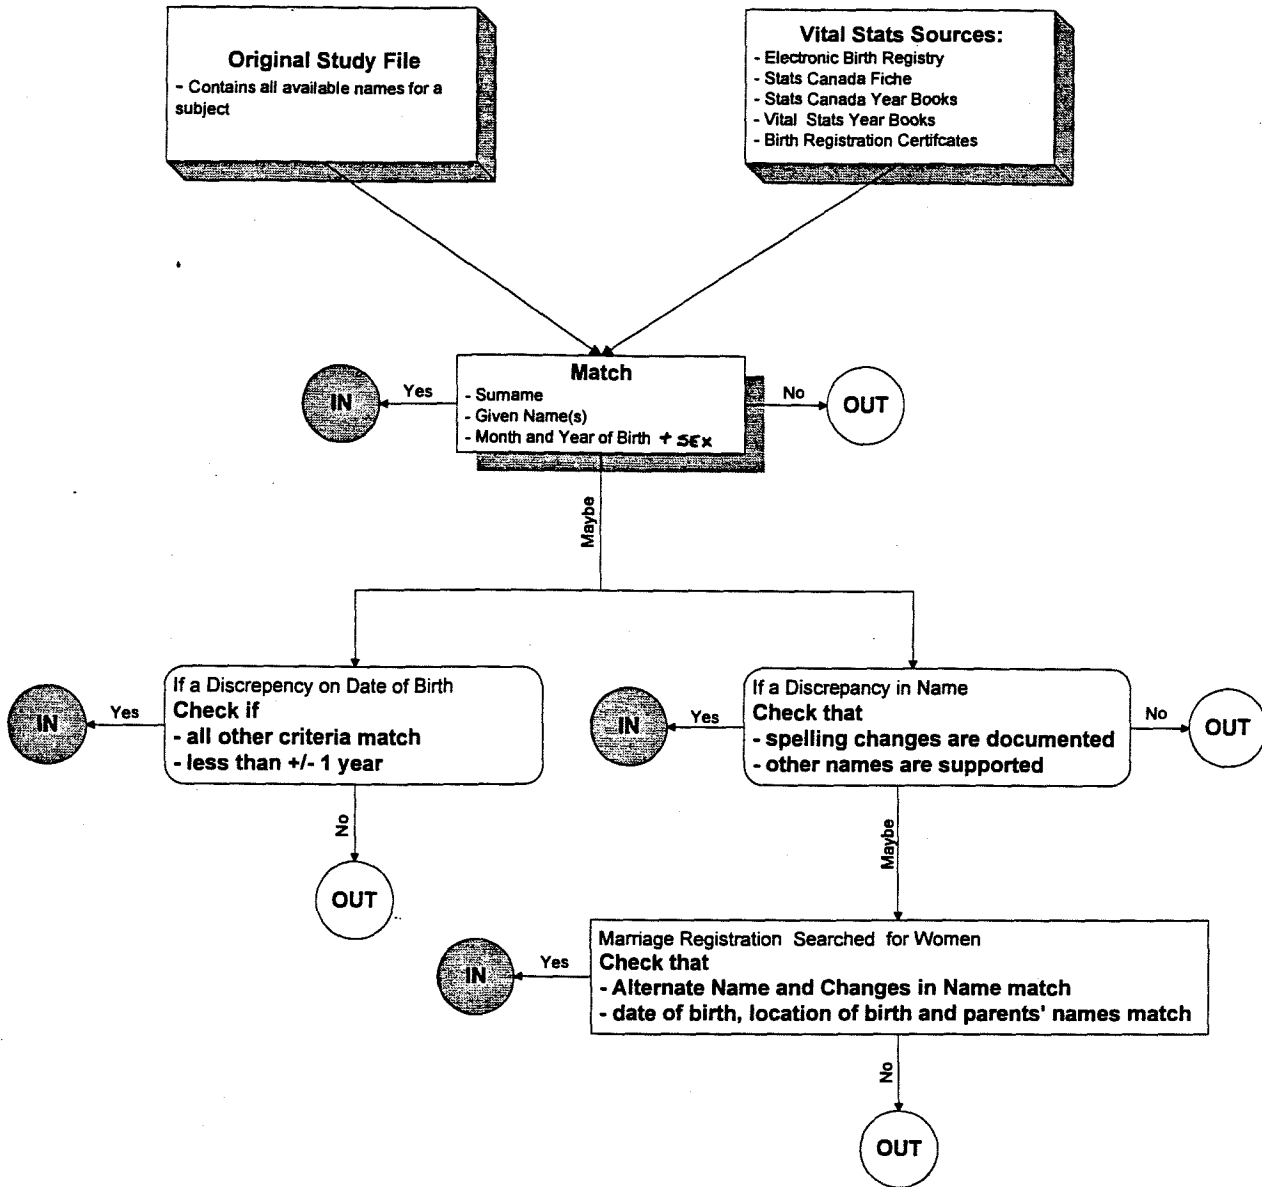 Original Study File
- Contains all available names for a
subject
Vital Stats Sources:
- Electronic Birth Registry
- Stats Canada Fiche
- Stats Canada Year Books
- Vital Stats Year Books
- Birth Registration Certifcates
Match
- Surname
- Given Name(s)
- Month and Year of Birth + SEX
Yes
IN
No
OUT
Maybe
If a Discrepency on Date of Birth
Check if
- all other criteria match
- less than +/- 1 year
Yes
IN
No
OUT
If a Discrepancy in Name
Check that
- spelling changes are documented
- other names are supported
Yes
IN
No
OUT
Maybe
Marriage Registration Searched for Women
Check that
- Alternate Name and Changes in Name match
- date of birth, location of birth and parents' names match
Yes
IN
No
OUT